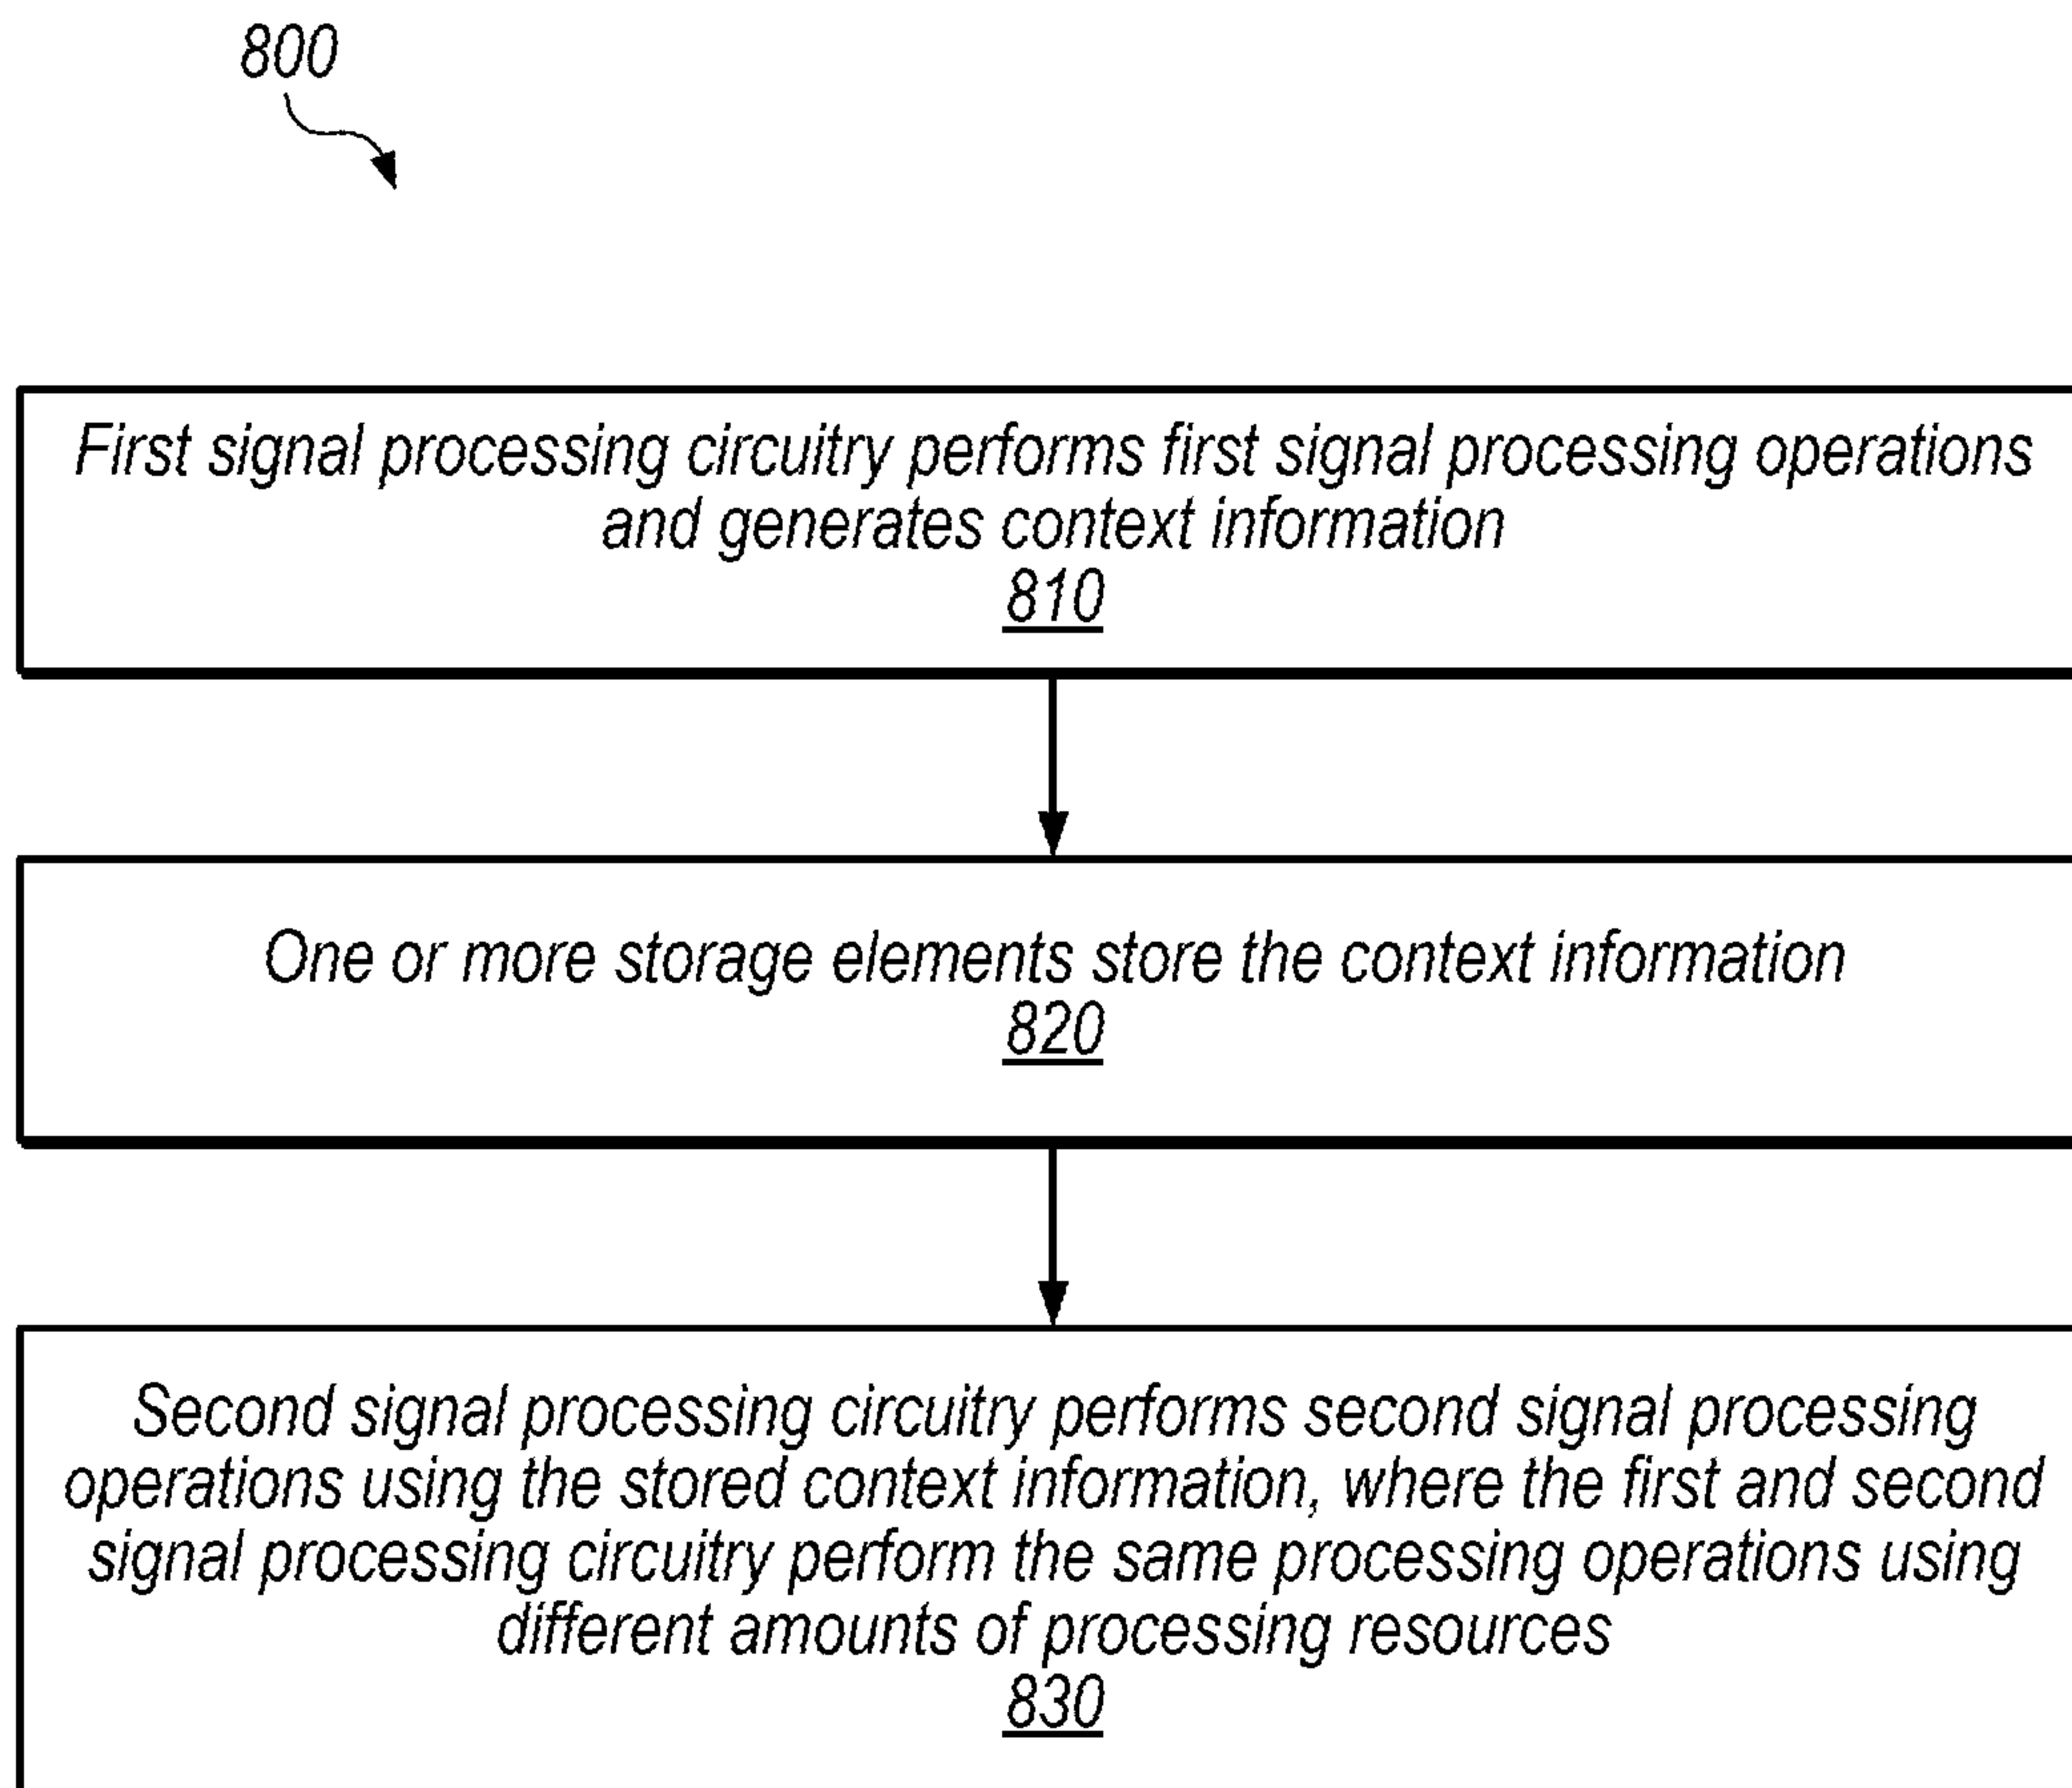 800
First signal processing circuitry performs first signal processing operations
and generates context information
810
One or more storage elements store the context information
820
Second signal processing circuitry performs second signal processing
operations using the stored context information, where the first and second
signal processing circuitry perform the same processing operations using
different amounts of processing resources
830